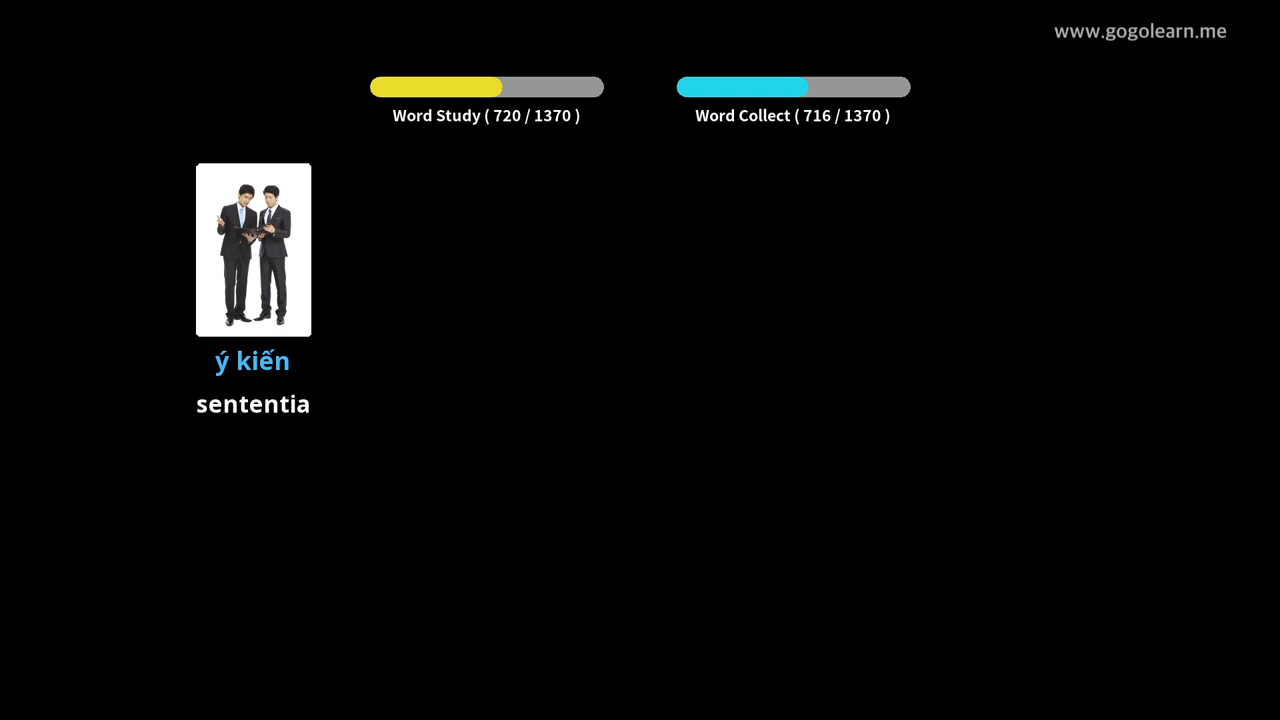 www.gogolearn.me
Word Study ( 720 / 1370 )
Word Collect ( 716 / 1370 )
ý kiến
sententia